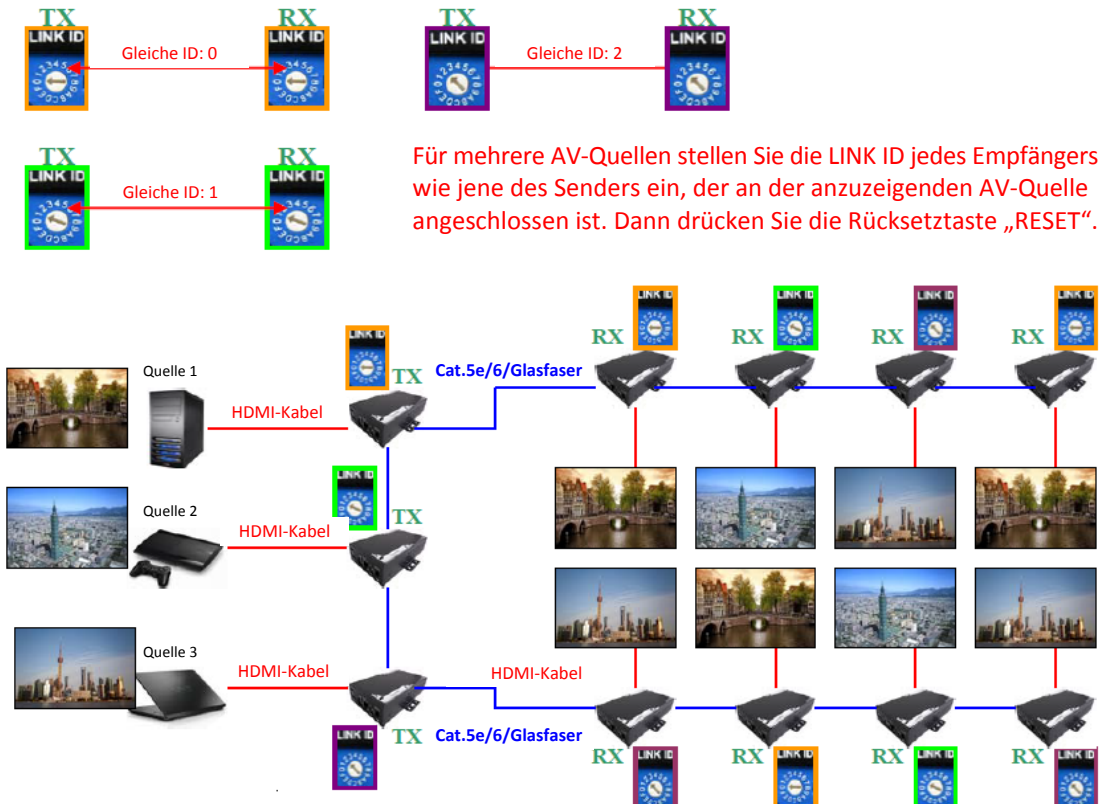 TX RX TX RX
LINK ID LINK ID LINK ID LINK ID
Gleiche ID: 0 Gleiche ID: 2
TX RX
LINK ID LINK ID
Gleiche ID: 1
Für mehrere AV-Quellen stellen Sie die LINK ID jedes Empfängers
wie jene des Senders ein, der an der anzuzeigenden AV-Quelle
angeschlossen ist. Dann drücken Sie die Rücksetztaste „RESET“.
LINK ID LINK ID LINK ID LINK ID
RX RX RX RX
LINK ID
Quelle 1
TX
Cat.5e/6/Glasfaser
HDMI-Kabel
LINK ID
Quelle 2
TX
HDMI-Kabel
Quelle 3
HDMI-Kabel HDMI-Kabel
LINK ID
TX Cat.5e/6/Glasfaser
RX RX RX RX
LINK ID LINK ID LINK ID LINK ID